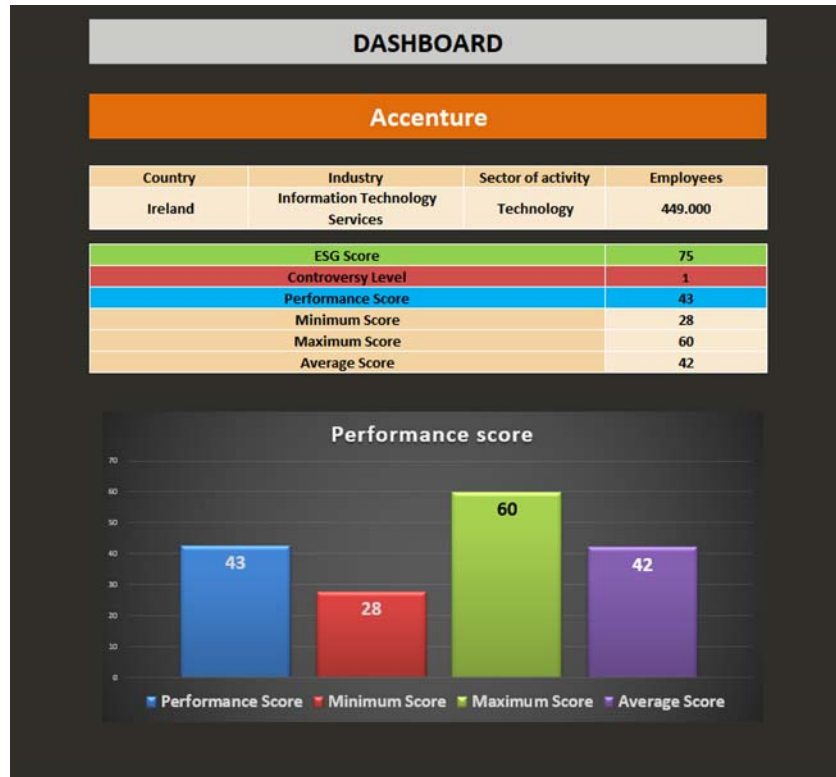 DASHBOARD
Accenture
Country Industry Sector of activity Employees
Ireland Information Technology Services Technology 449.000
ESG Score 75
Controversy Level 1
Performance Score 43
Minimum Score 28
Maximum Score 60
Average Score 42
Performance score
70
60
50
40
30
20
10
0
43
28
60
42
Performance Score Minimum Score Maximum Score Average Score